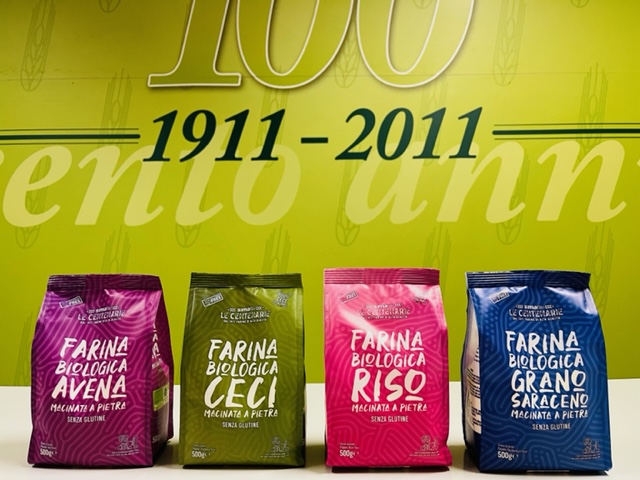 100
1911-2011
cento anni
LE CENTENARIE
FARINA
BIOLOGICA
AVENA
MACINATA A PIETRA
SENZA GLUTINE
500g
LE CENTENARIE
FARINA
BIOLOGICA
CECI
MACINATA A PIETRA
SENZA GLUTINE
500g
LE CENTENARIE
FARINA
BIOLOGICA
RISO
MACINATA A PIETRA
SENZA GLUTINE
500g
LE CENTENARIE
FARINA
BIOLOGICA
GRANO
SARACENO
MACINATA A PIETRA
SENZA GLUTINE
500g